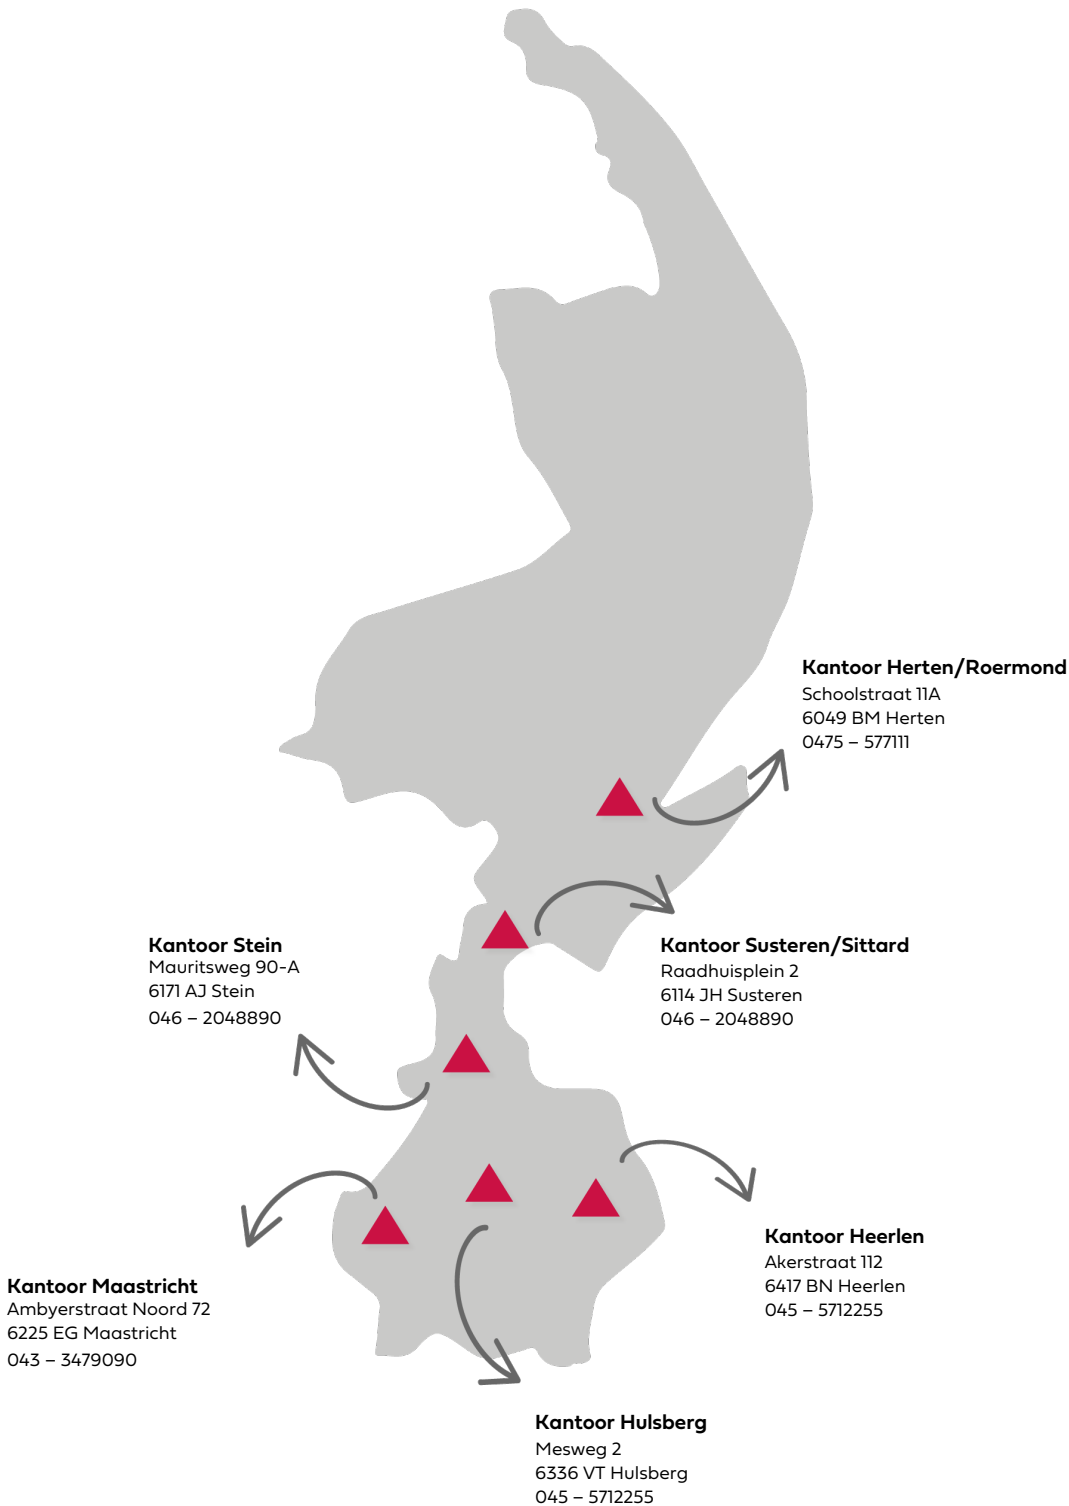 Kantoor Herten/Roermond
Schoolstraat 11A
6049 BM Herten
0475 – 577111
Kantoor Stein
Mauritsweg 90-A
6171 AJ Stein
046 – 2048890
Kantoor Susteren/Sittard
Raadhuisplein 2
6114 JH Susteren
046 – 2048890
Kantoor Heerlen
Akerstraat 112
6417 BN Heerlen
045 – 5712255
Kantoor Maastricht
Ambyerstraat Noord 72
6225 EG Maastricht
043 – 3479090
Kantoor Hulsberg
Mesweg 2
6336 VT Hulsberg
045 – 5712255